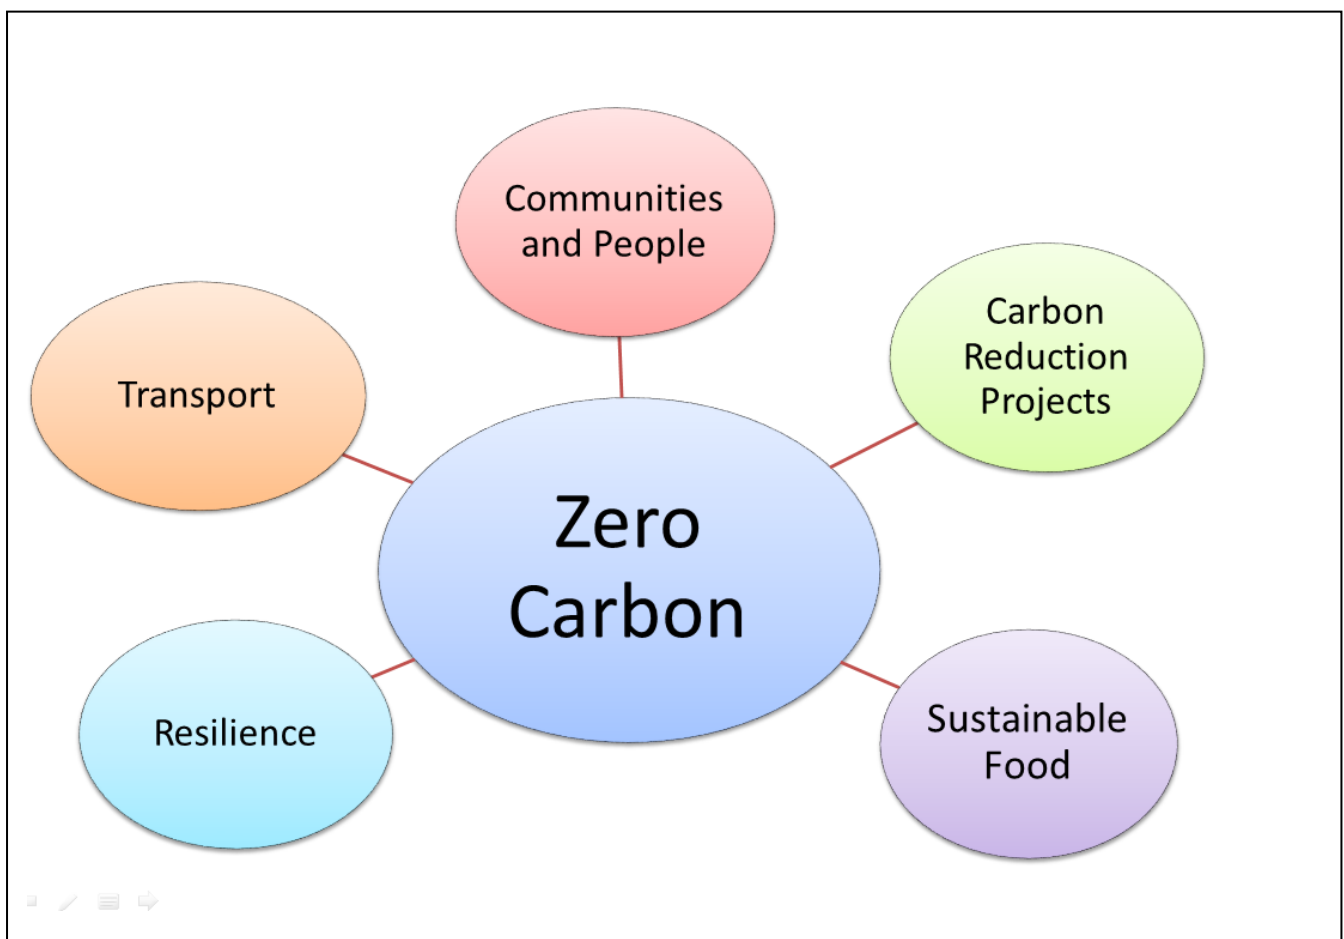 Communities
and People
Carbon
Reduction
Projects
Transport
Zero
Carbon
Resilience
Sustainable
Food